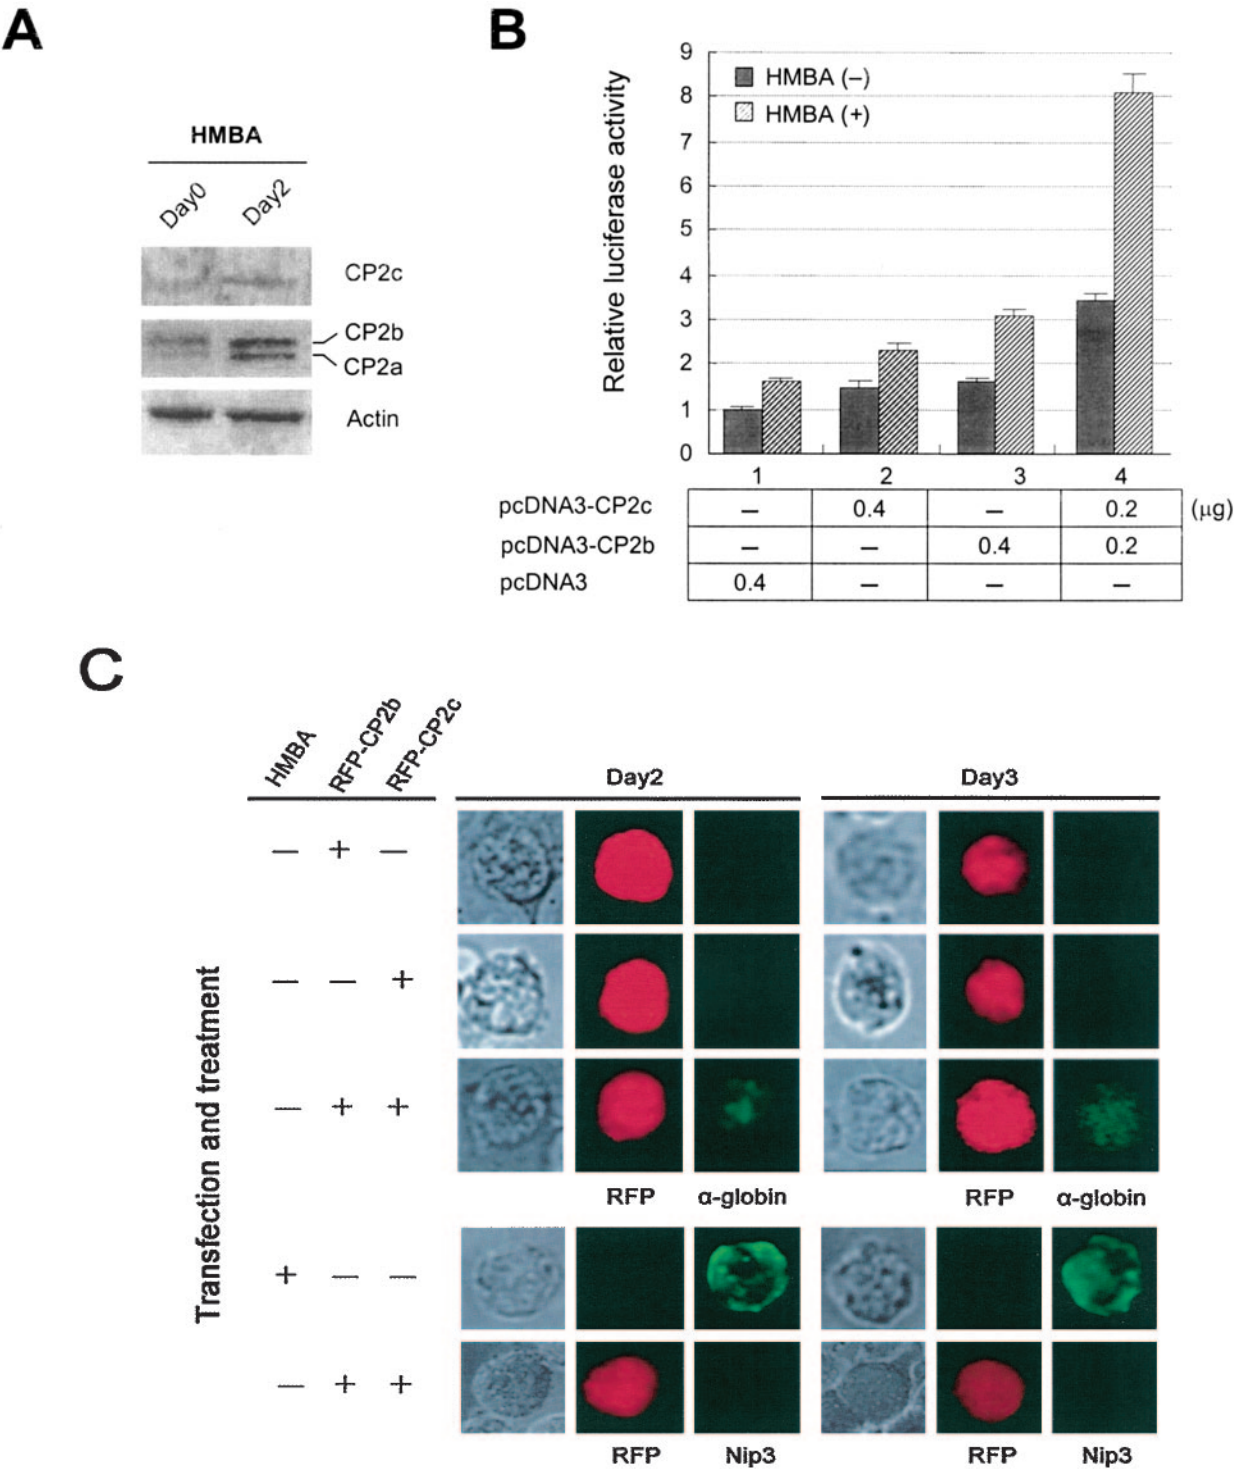 A
HMBA
Day0 Day2
CP2c
CP2b
CP2a
Actin
B
Relative luciferase activity
9
8
7
6
5
4
3
2
1
0
HMBA (–)
HMBA (+)
1 2 3 4
pcDNA3-CP2c — 0.4 — 0.2 (μg)
pcDNA3-CP2b — — 0.4 0.2
pcDNA3 0.4 — — —
C
HMBA RFP-CP2b RFP-CP2c
Day2 Day3
Transfection and treatment
— + —
— — +
— + +
RFP α-globin RFP α-globin
+ — —
— + +
RFP Nip3 RFP Nip3